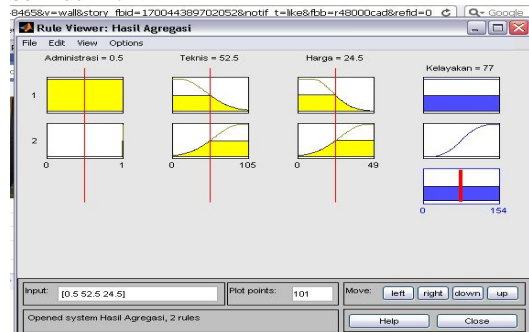 8465&v=wall&story_fbid=170044389702052&notif_t=like&fbb=r48000cad&refid=0
Google
Rule Viewer: Hasil Agregasi
File Edit View Options
Administrasi = 0.5 Teknis = 52.5 Harga = 24.5 Kelayakan = 77
1
2
0 1 0 105 0 49
0 154
Input: [0.5 52.5 24.5] Plot points: 101 Move: left right down up
Opened system Hasil Agregasi, 2 rules Help Close